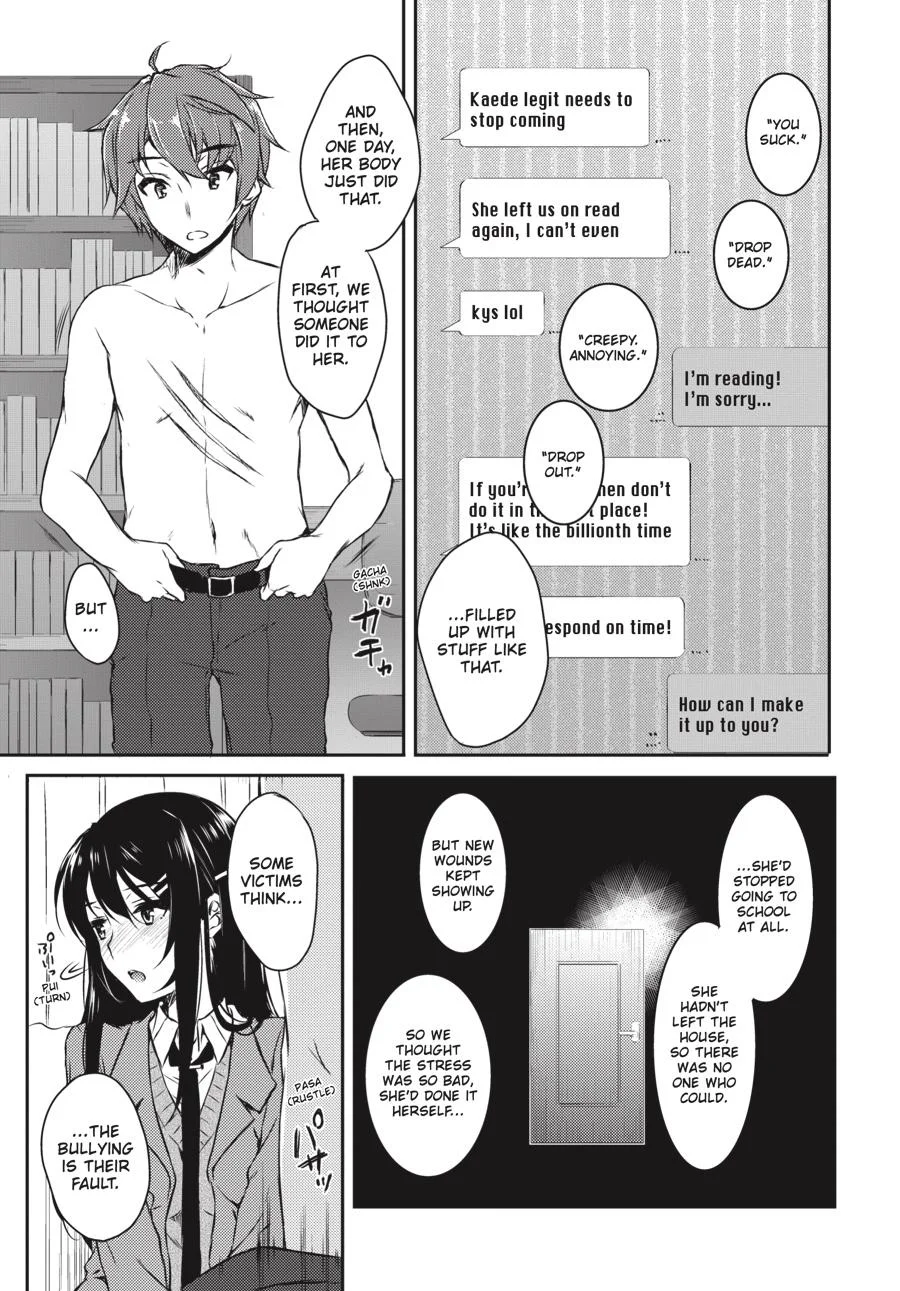 Kaede legit needs to
stop coming
"YOU
SUCK."
She left us on read
again, I can't even
"DROP
DEAD."
kys lol
"CREEPY.
ANNOYING."
I'm reading!
I'm sorry...
"DROP
OUT."
If you're
then don't
do it in
place!
It's like the billionth time
...FILLED
UP WITH
STUFF LIKE
THAT.
on time!
How can I make
it up to you?
AND
THEN,
ONE DAY,
HER BODY
JUST DID
THAT.
AT
FIRST, WE
THOUGHT
SOMEONE
DID IT TO
HER.
GACHA
(SHNK)
ガチャ
BUT
...
...SHE'D
STOPPED
GOING TO
SCHOOL
AT ALL.
SHE
HADN'T
LEFT THE
HOUSE,
SO THERE
WAS NO
ONE WHO
COULD.
BUT NEW
WOUNDS
KEPT
SHOWING
UP.
SO WE
THOUGHT
THE STRESS
WAS SO BAD,
SHE'D DONE IT
HERSELF...
SOME
VICTIMS
THINK...
ぷいっ
PUI
(TURN)
PASA
(RUSTLE)
パサッ
...THE
BULLYING
IS THEIR
FAULT.